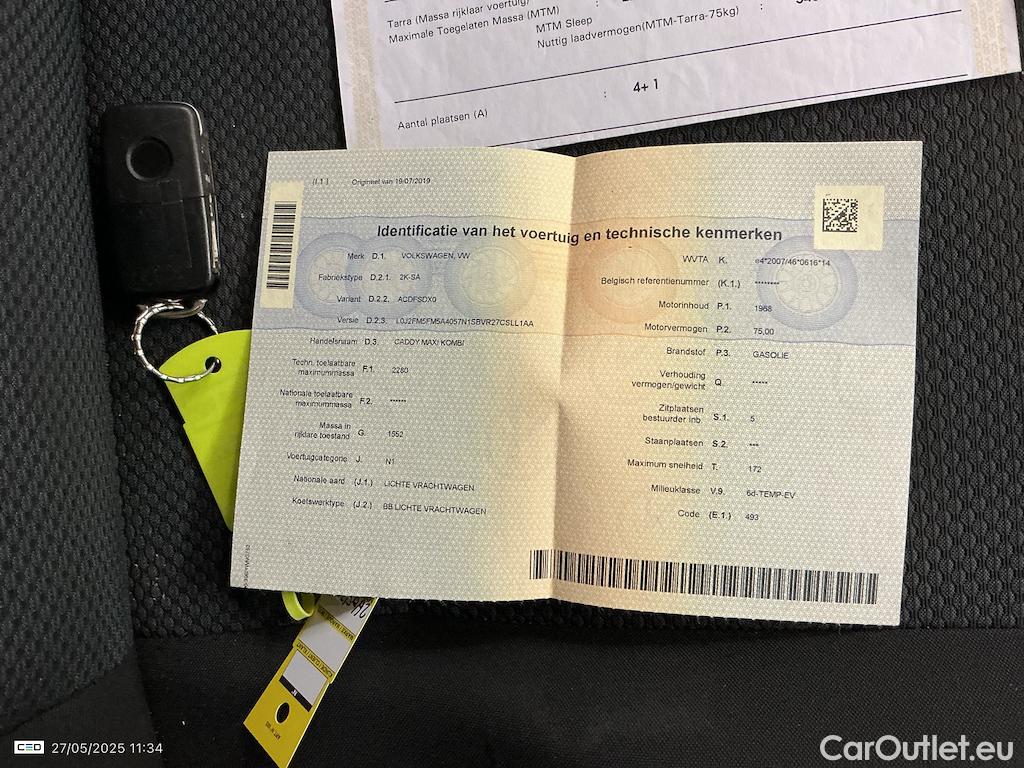 Tarra (Massa rijklaar voertuig)
Maximale Toegelaten Massa (MTM) :
MTM Sleep
Nuttig laadvermogen(MTM-Tarra-75kg) :
Aantal plaatsen (A) : 4+ 1
(I.1) Origineel van 19/07/2019
Identificatie van het voertuig en technische kenmerken
Merk D.1. VOLKSWAGEN, VW
Fabriekstype D.2.1. 2K-SA
Variant D.2.2. ACDFSDX0
Versie D.2.3. L0J2FM5FM5A4057N1SBVR27CSLL1AA
Handelsnaam D.3. CADDY MAXI KOMBI
Techn. toelaatbare
maximummassa F.1. 2260
Nationale toelaatbare
maximummassa F.2. ------
Massa in
rijklare toestand G. 1552
Voertuigcategorie J. N1
Nationale aard (J.1.) LICHTE VRACHTWAGEN
Koetswerktype (J.2.) BB LICHTE VRACHTWAGEN
WVTA K. e4*2007/46*0616*14
Belgisch referentienummer (K.1.) --------
Motorinhoud P.1. 1968
Motorvermogen P.2. 75,00
Brandstof P.3. GASOLIE
Verhouding
vermogen/gewicht Q. -----
Zitplaatsen
bestuurder inb S.1. 5
Staanplaatsen S.2. ---
Maximum snelheid T. 172
Milieuklasse V.9. 6d-TEMP-EV
Code (E.1.) 493
CEO 27/05/2025 11:34
CarOutlet.eu